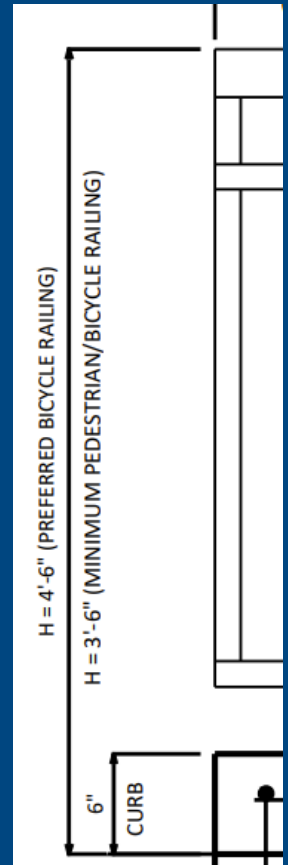 H = 4'-6" (PREFERRED BICYCLE RAILING)
H = 3'-6" (MINIMUM PEDESTRIAN/BICYCLE RAILING)
6"
CURB